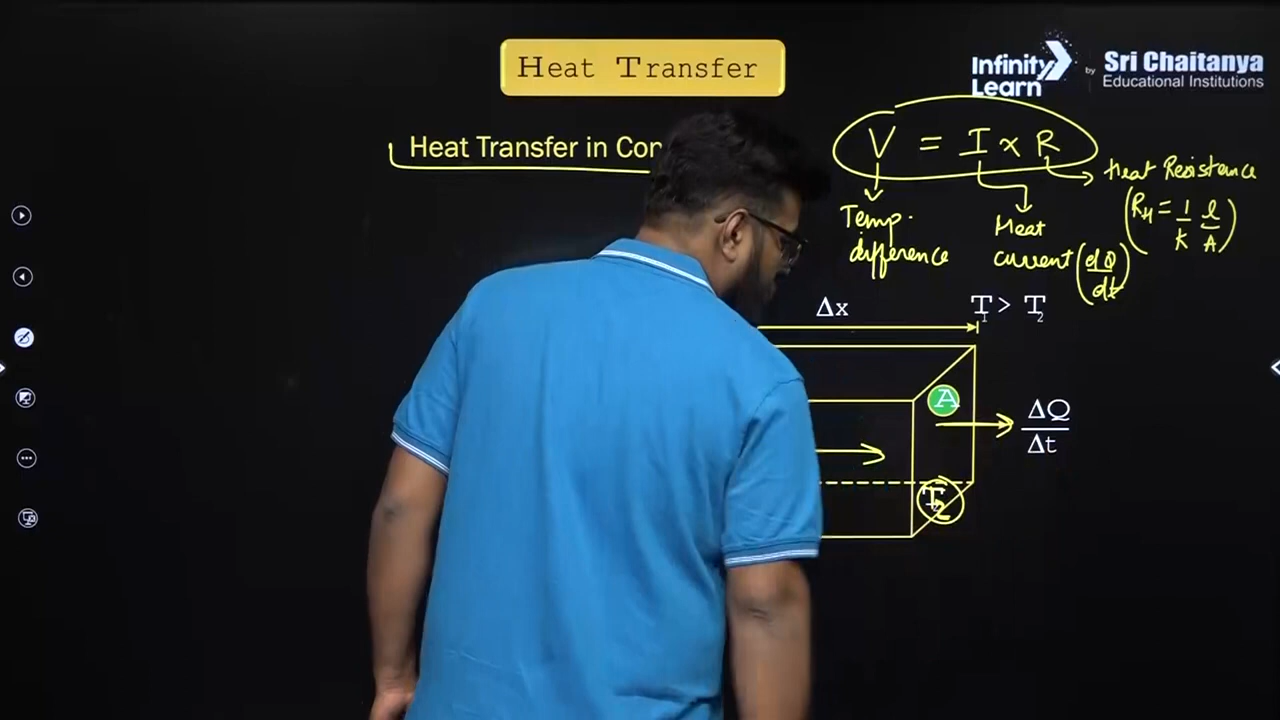 Heat Transfer
Infinity Learn by Sri Chaitanya Educational Institutions
Heat Transfer in Con
V = I × R
Heat Resistance
(R_H = 1/K l/A)
Temp. difference
Heat current (dQ/dt)
Δx
T₁ > T₂
A
ΔQ/Δt
T₂